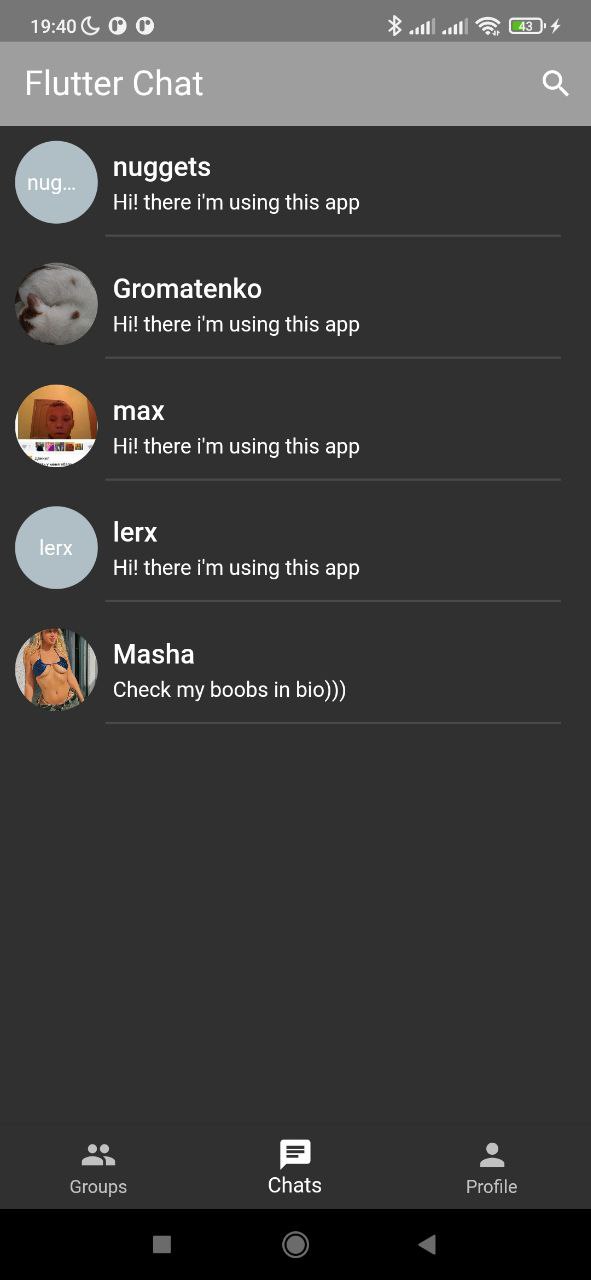 19:40
43
Flutter Chat
nug...
nuggets
Hi! there i'm using this app
Gromatenko
Hi! there i'm using this app
max
Hi! there i'm using this app
lerx
lerx
Hi! there i'm using this app
Masha
Check my boobs in bio)))
Groups
Chats
Profile